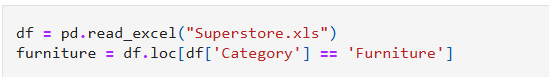 df = pd.read_excel("Superstore.xls")
furniture = df.loc[df['Category'] == 'Furniture']